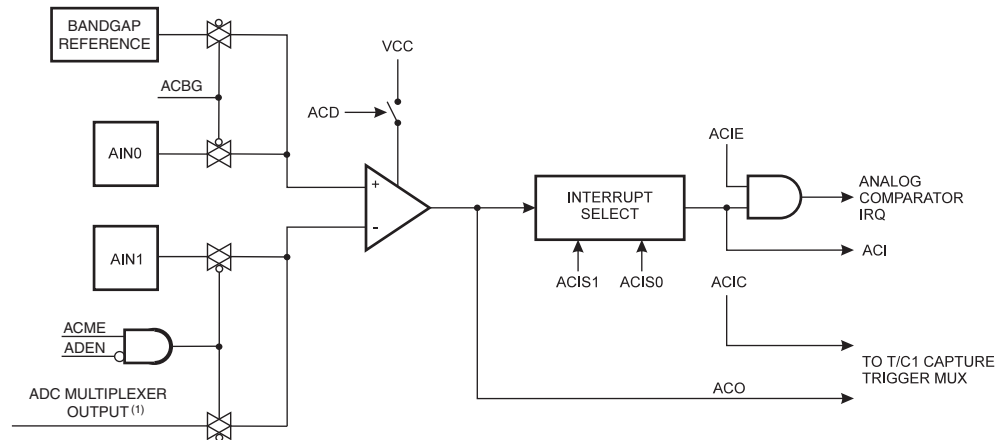 BANDGAP
REFERENCE
ACBG
AIN0
AIN1
ACME
ADEN
ADC MULTIPLEXER
OUTPUT (1)
VCC
ACD
+
-
INTERRUPT
SELECT
ACIS1 ACIS0
ACIE
ANALOG
COMPARATOR
IRQ
ACI
ACIC
TO T/C1 CAPTURE
TRIGGER MUX
ACO